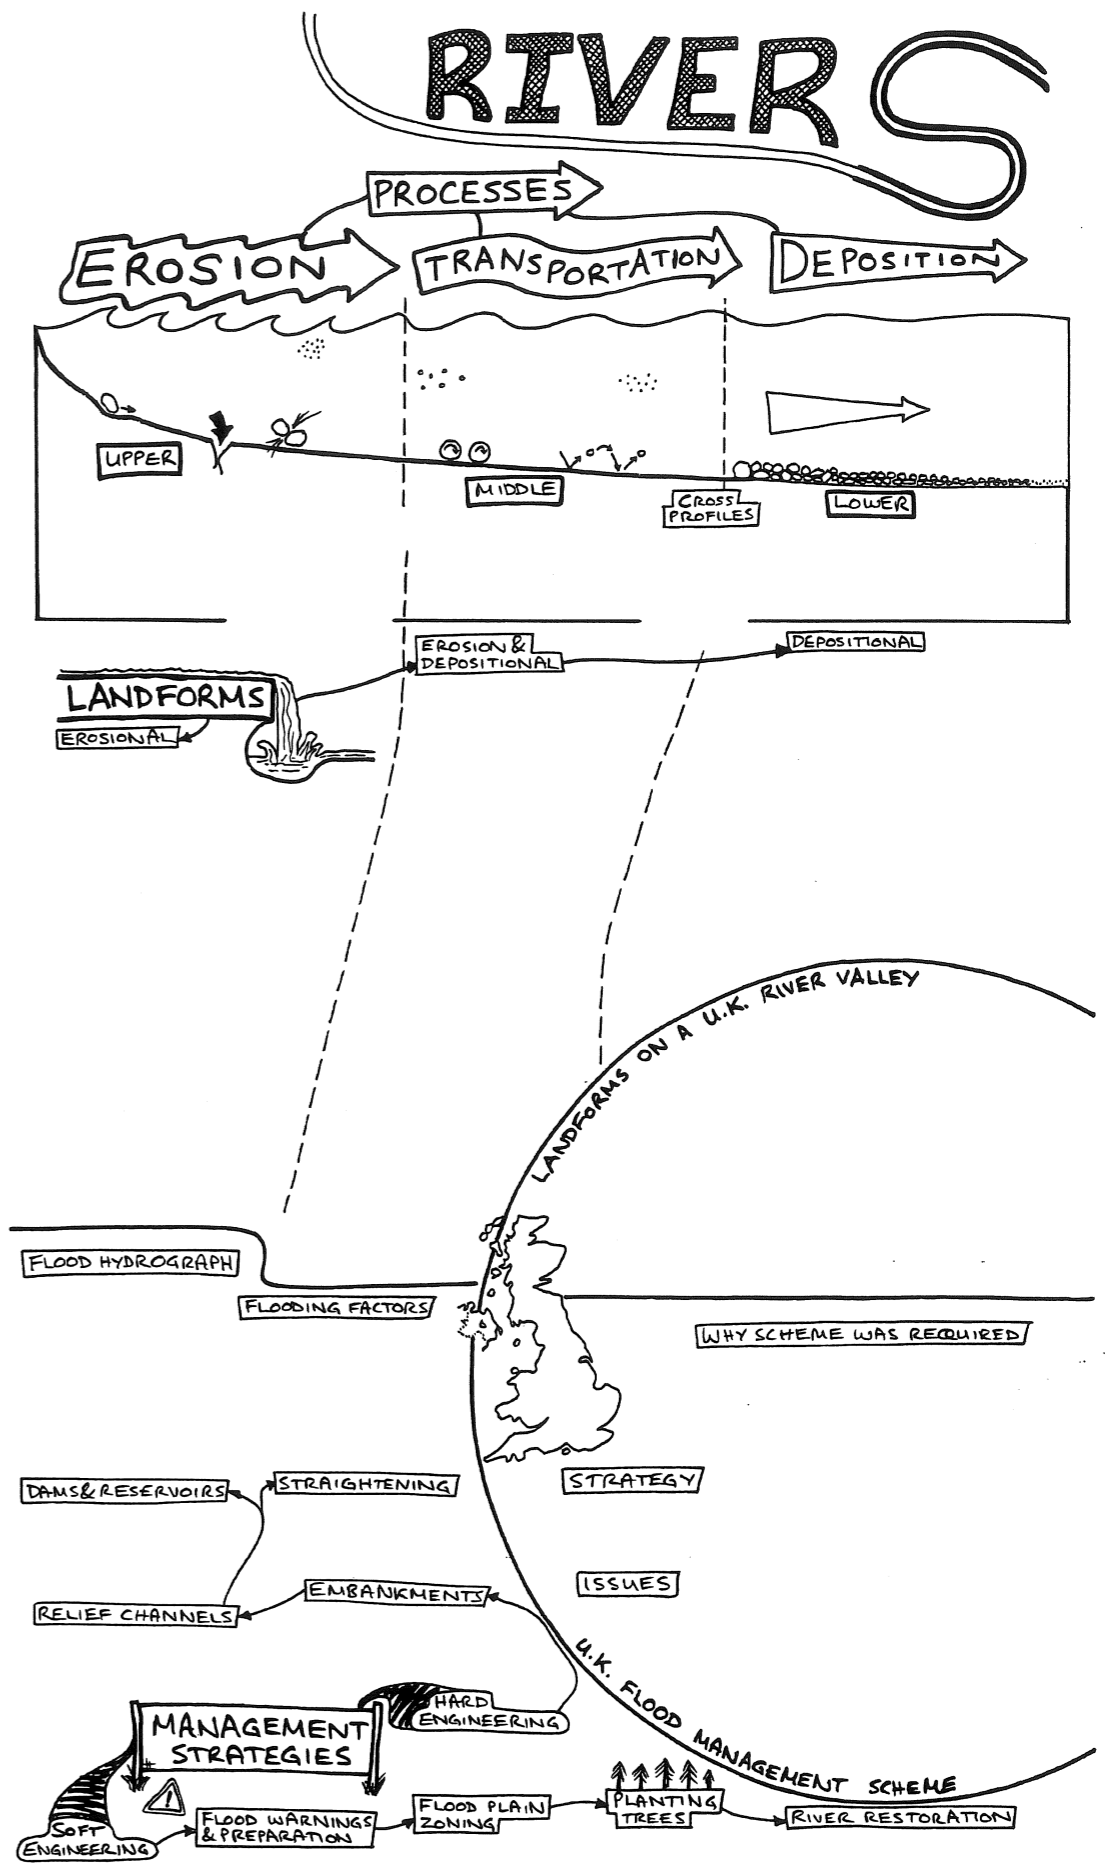 RIVERS
PROCESSES
EROSION
TRANSPORTATION
DEPOSITION
UPPER
MIDDLE
CROSS
PROFILES
LOWER
EROSION &
DEPOSITIONAL
DEPOSITIONAL
LANDFORMS
EROSIONAL
LANDFORMS ON A U.K. RIVER VALLEY
FLOOD HYDROGRAPH
FLOODING FACTORS
WHY SCHEME WAS REQUIRED
STRATEGY
DAMS & RESERVOIRS
STRAIGHTENING
ISSUES
EMBANKMENTS
RELIEF CHANNELS
U.K. FLOOD MANAGEMENT SCHEME
HARD
ENGINEERING
MANAGEMENT
STRATEGIES
SOFT
ENGINEERING
!
FLOOD WARNINGS
& PREPARATION
FLOOD PLAIN
ZONING
PLANTING
TREES
RIVER RESTORATION